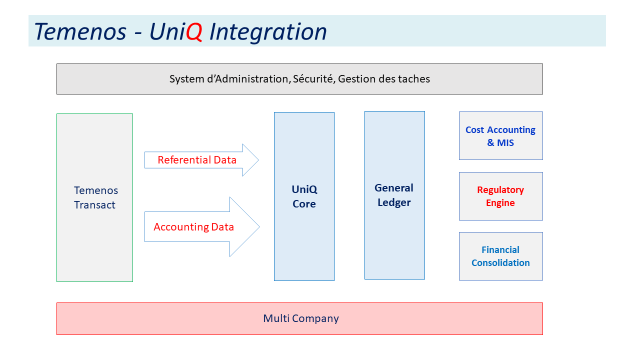 Temenos - UniQ Integration
System d'Administration, Sécurité, Gestion des taches
Temenos
Transact
Referential Data
Accounting Data
UniQ
Core
General
Ledger
Cost Accounting
& MIS
Regulatory
Engine
Financial
Consolidation
Multi Company